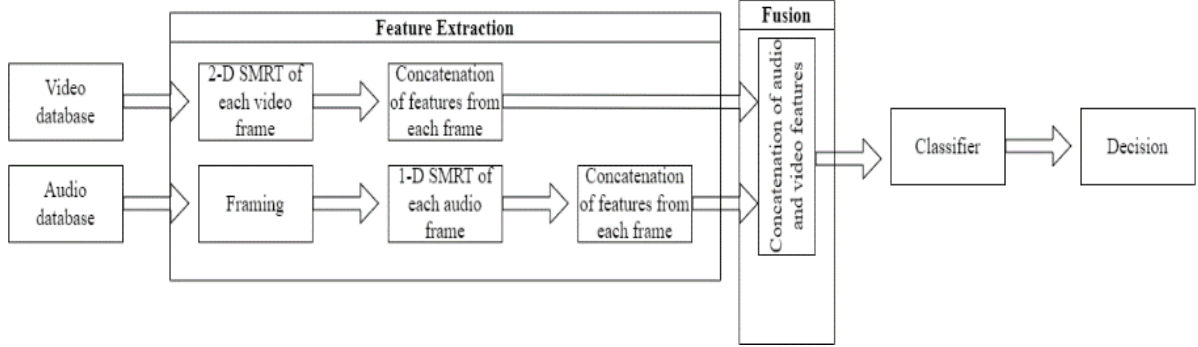 Fusion
Feature Extraction
Video
database
2-D SMRT of
each video
frame
Concatenation
of features from
each frame
Concatenation of audio
and video features
Classifier
Decision
Audio
database
Framing
1-D SMRT of
each audio
frame
Concatenation
of features from
each frame